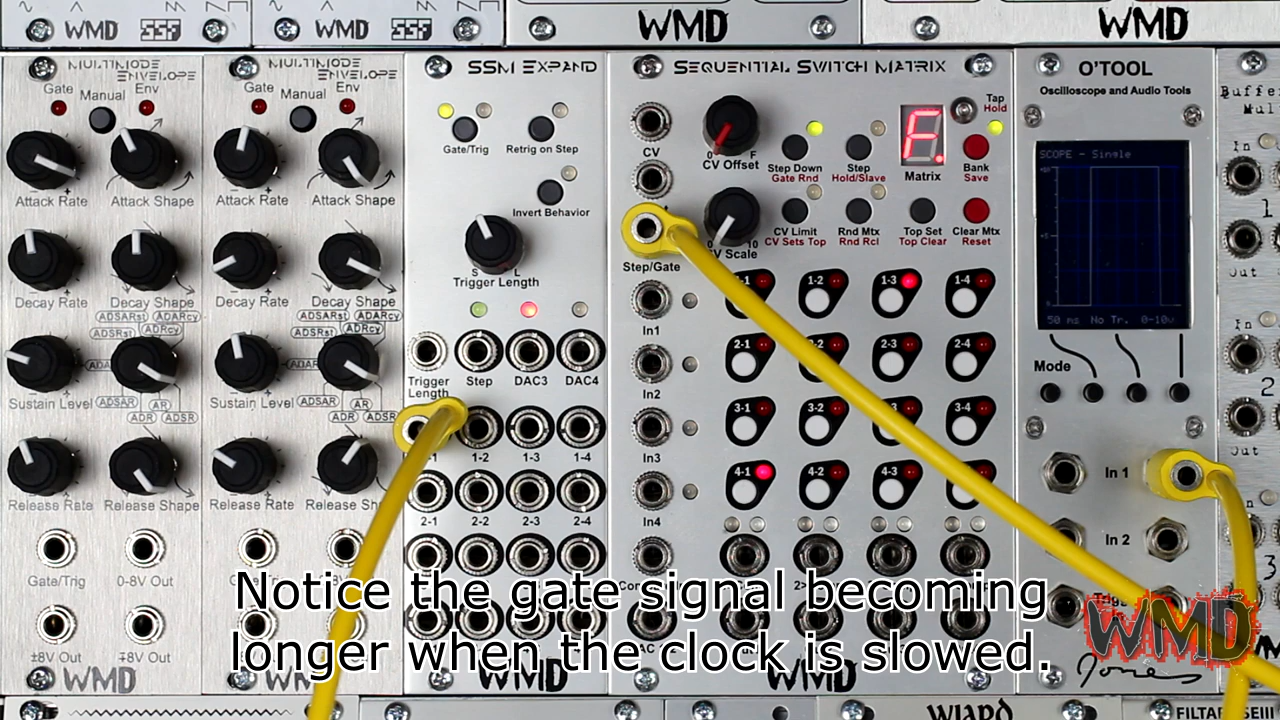 WMD SSF
WMD SSF
WMD
WMD
MULTIMODE
ENVELOPE
Gate
Manual
Env
Attack Rate
Attack Shape
Decay Rate
Decay Shape
ADSARst
ADARcy
ADSRst
ADRcy
Sustain Level
ADSAR
AR
ADR
ADSR
Release Rate
Release Shape
Gate/Trig
0-8V Out
±8V Out
WMD
MULTIMODE
ENVELOPE
Gate
Manual
Env
Attack Rate
Attack Shape
Decay Rate
Decay Shape
ADSARst
ADARcy
ADSRst
ADRcy
Sustain Level
ADSAR
AR
ADR
ADSR
Release Rate
SSM EXPAND
Gate/Trig
Retrig on Step
Invert Behavior
S
L
Trigger Length
Trigger
Length
Step
DAC3
DAC4
1-2
1-3
1-4
2-1
2-2
2-3
2-4
WMD
SEQUENTIAL SWITCH MATRIX
CV
Step/Gate
In1
In2
In3
In4
0
F
CV Offset
0
10
Step Down
Gate Rnd
Step
Hold/Slave
Matrix
F.
Tap
Hold
Bank
Save
CV Limit
CV Sets Top
Rnd Mtx
Rnd Rcl
Top Set
Top Clear
Clear Mtx
Reset
1-2
1-3
1-4
2-1
2-2
2-3
2-4
3-1
3-2
3-4
4-1
4-2
4-3
WMD
O'TOOL
Oscilloscope and Audio Tools
SCOPE - Single
50 ms
No Tr.
0-10v
Mode
In 1
In 2
Jones
In
1
Out
In
2
Out
In
3
Notice the gate signal becoming
longer when the clock is slowed.
WMD
WIARD